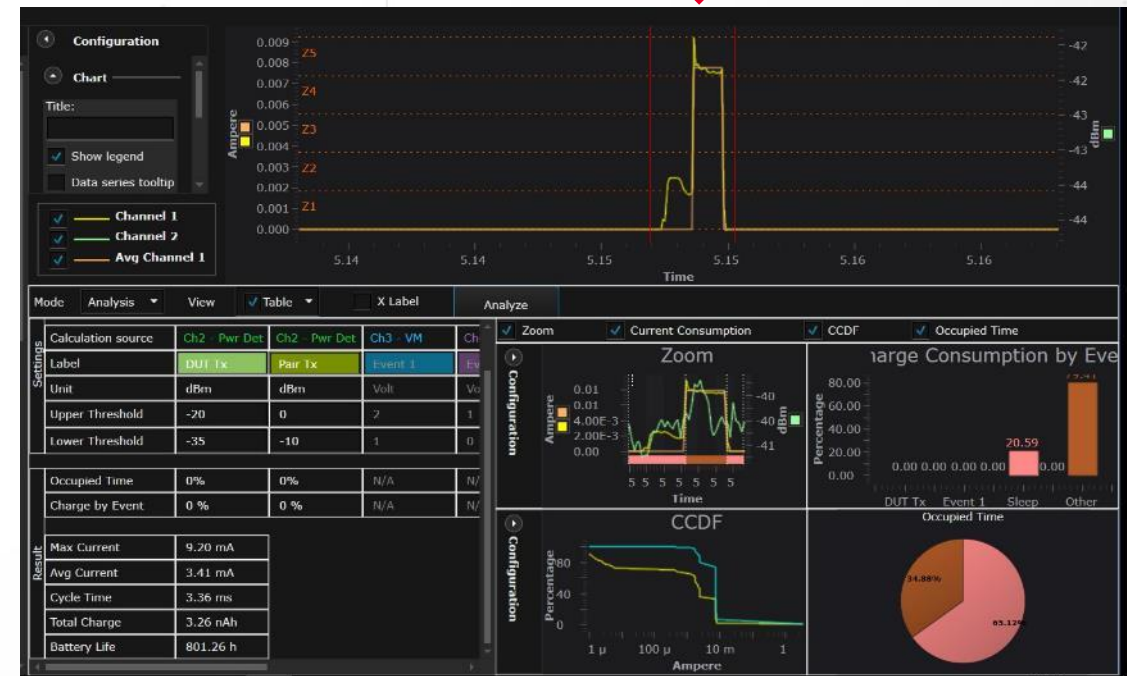 Configuration
Chart
Title:
Show legend
Data series tooltip
Channel 1
Channel 2
Avg Channel 1
Ampere
0.009
0.008
0.007
0.006
0.005
0.004
0.003
0.002
0.001
0.000
Z5
Z4
Z3
Z2
Z1
-42
-42
-43
-43
-44
-44
dBm
5.14 5.14 5.15 5.15 5.16 5.16
Time
Mode Analysis View Table X Label Analyze
Settings
Calculation source Ch2 - Pwr Det Ch2 - Pwr Det Ch3 - VM Ch
Label DUT Tx Pair Tx Event 1 Ev
Unit dBm dBm Volt Vo
Upper Threshold -20 0 2 1
Lower Threshold -35 -10 1 0
Result
Occupied Time 0% 0% N/A N/
Charge by Event 0 % 0 % N/A N/
Max Current 9.20 mA
Avg Current 3.41 mA
Cycle Time 3.36 ms
Total Charge 3.26 nAh
Battery Life 801.26 h
Zoom Current Consumption CCDF Occupied Time
Configuration
Zoom
Ampere
0.01
0.01
4.00E-3
2.00E-3
0.00
-40
-40
-41
dBm
5 5 5 5 5 5
Time
arge Consumption by Eve
Percentage
80.00
60.00
40.00
20.00
0.00
0.00 0.00 0.00 0.00 20.59 0.00 79.41
DUT Tx Event 1 Sleep Other
Configuration
CCDF
Percentage
80
40
0
1 µ 100 µ 10 m 1
Ampere
Occupied Time
34.88%
65.12%